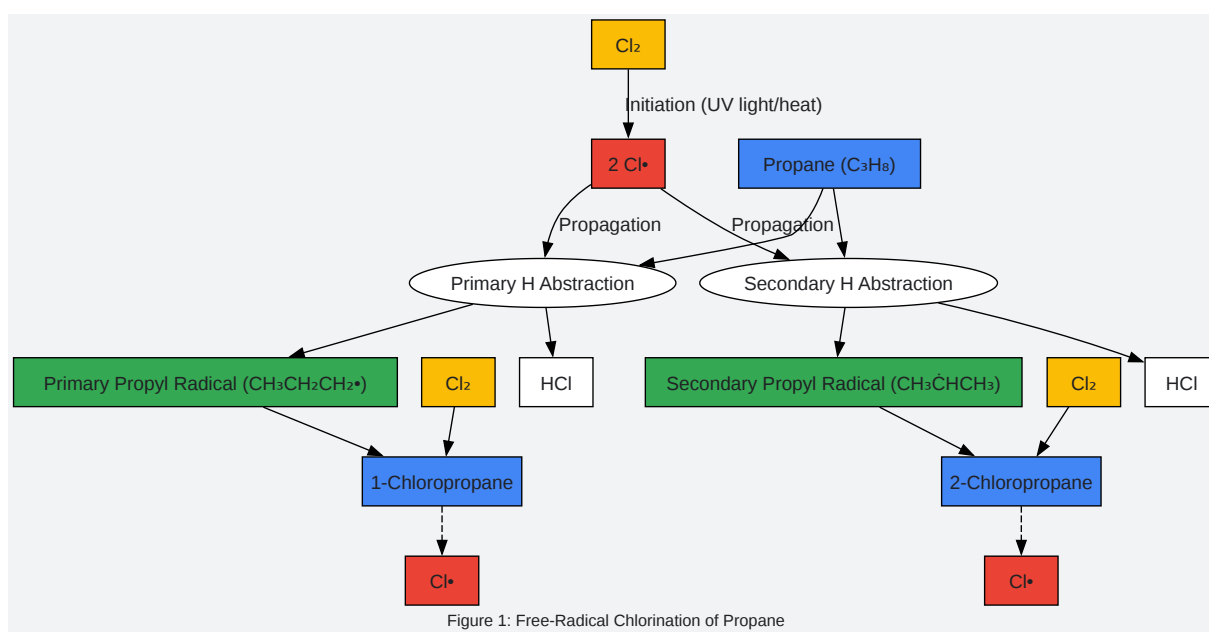 Cl₂
Initiation (UV light/heat)
2 Cl•
Propane (C₃H₈)
Propagation
Propagation
Primary H Abstraction
Secondary H Abstraction
Primary Propyl Radical (CH₃CH₂CH₂•)
Cl₂
HCl
Secondary Propyl Radical (CH₃ĊHCH₃)
Cl₂
HCl
1-Chloropropane
2-Chloropropane
Cl•
Cl•
Figure 1: Free-Radical Chlorination of Propane